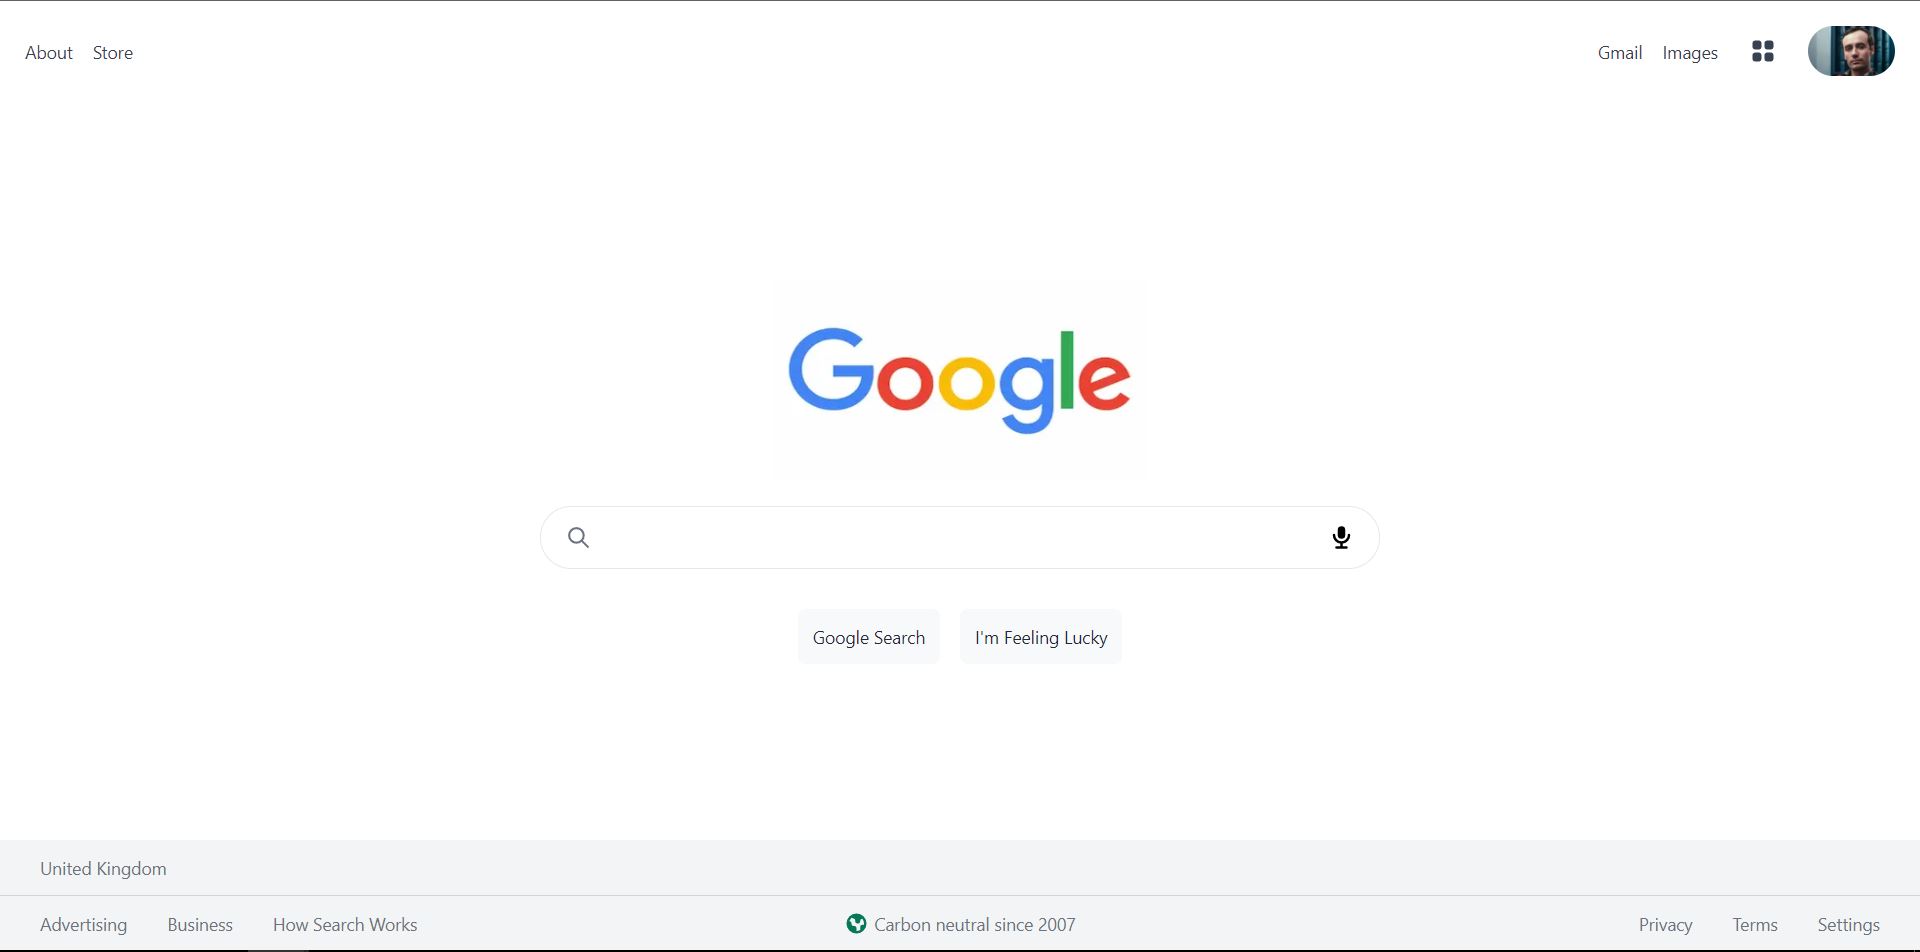 About Store Gmail Images
Google
Google Search I'm Feeling Lucky
United Kingdom
Advertising Business How Search Works Carbon neutral since 2007 Privacy Terms Settings